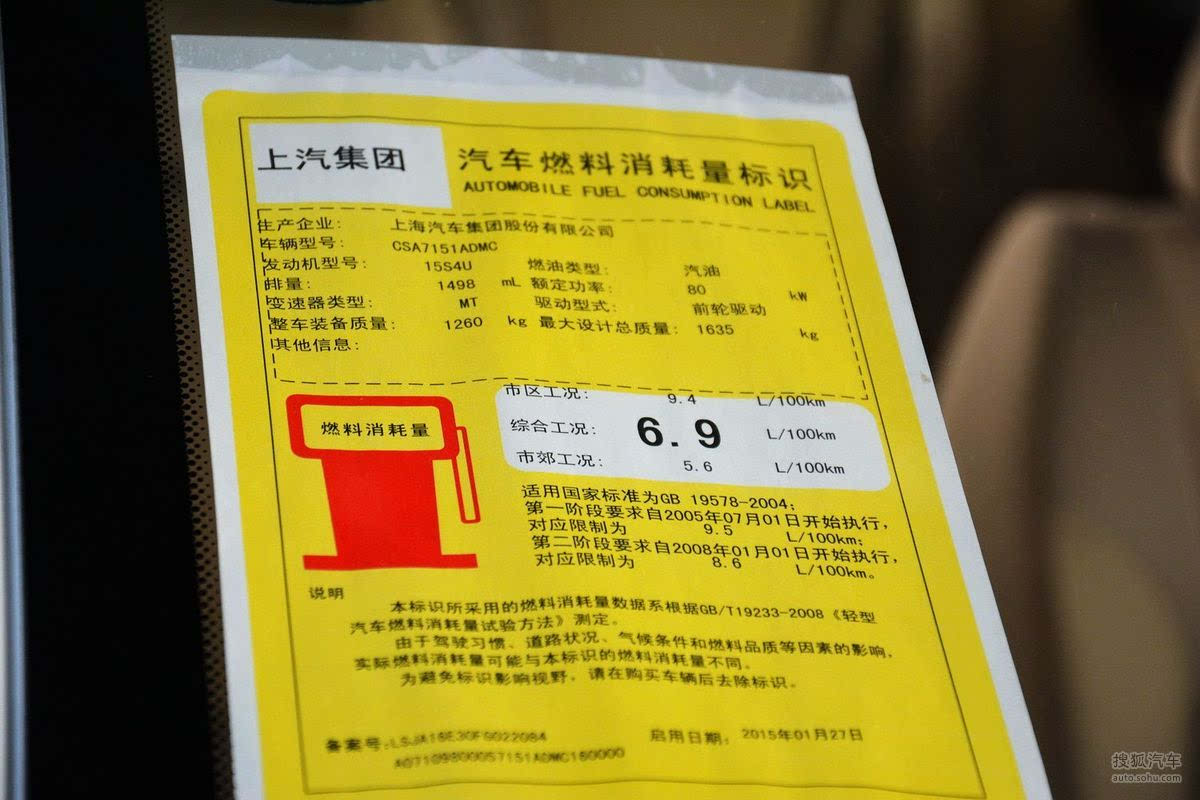 上汽集团
汽车燃料消耗量标识
AUTOMOBILE FUEL CONSUMPTION LABEL
生产企业: 上海汽车集团股份有限公司
车辆型号: CSA7151ADMC
发动机型号: 15S4U 燃油类型: 汽油
排量: 1498 mL 额定功率: 80 kW
变速器类型: MT 驱动型式: 前轮驱动
整车装备质量: 1260 kg 最大设计总质量: 1635 kg
其他信息:
燃料消耗量
市区工况: 9.4 L/100km
综合工况: 6.9 L/100km
市郊工况: 5.6 L/100km
适用国家标准为GB 19578-2004;
第一阶段要求自2005年07月01日开始执行,
对应限制为 9.5 L/100km;
第二阶段要求自2008年01月01日开始执行,
对应限制为 8.6 L/100km。
说明
本标识所采用的燃料消耗量数据系根据GB/T19233-2008《轻型
汽车燃料消耗量试验方法》测定。
由于驾驶习惯、道路状况、气候条件和燃料品质等因素的影响,
实际燃料消耗量可能与本标识的燃料消耗量不同。
为避免标识影响视野,请在购买车辆后去除标识。
备案号: 启用日期: 2015年01月27日
搜狐汽车
auto.sohu.com